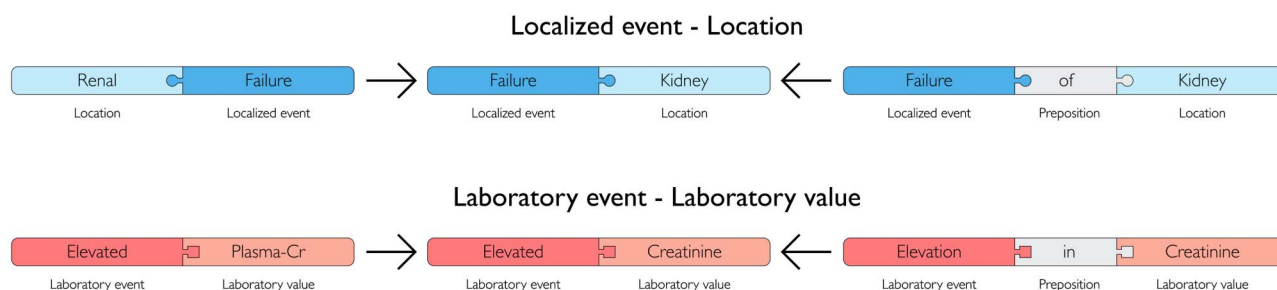 Localized event - Location
Renal Failure Failure Kidney Failure of Kidney
Location Localized event Localized event Location Localized event Preposition Location
Laboratory event - Laboratory value
Elevated Plasma-Cr Elevated Creatinine Elevation in Creatinine
Laboratory event Laboratory value Laboratory event Laboratory value Laboratory event Preposition Laboratory value